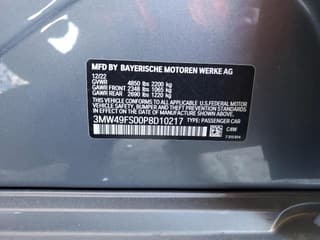 MFD BY BAYERISCHE MOTOREN WERKE AG
12/22
GVWR 4850 lbs 2200 kg
GAWR FRONT 2348 lbs 1065 kg
GAWR REAR 2690 lbs 1220 kg
THIS VEHICLE CONFORMS TO ALL APPLICABLE U.S. FEDERAL MOTOR
VEHICLE SAFETY, BUMPER, AND THEFT PREVENTION STANDARDS
IN EFFECT ON THE DATE OF MANUFACTURE SHOWN ABOVE.
3MW49FS00P8D10217 TYPE: PASSENGER CAR
C4W